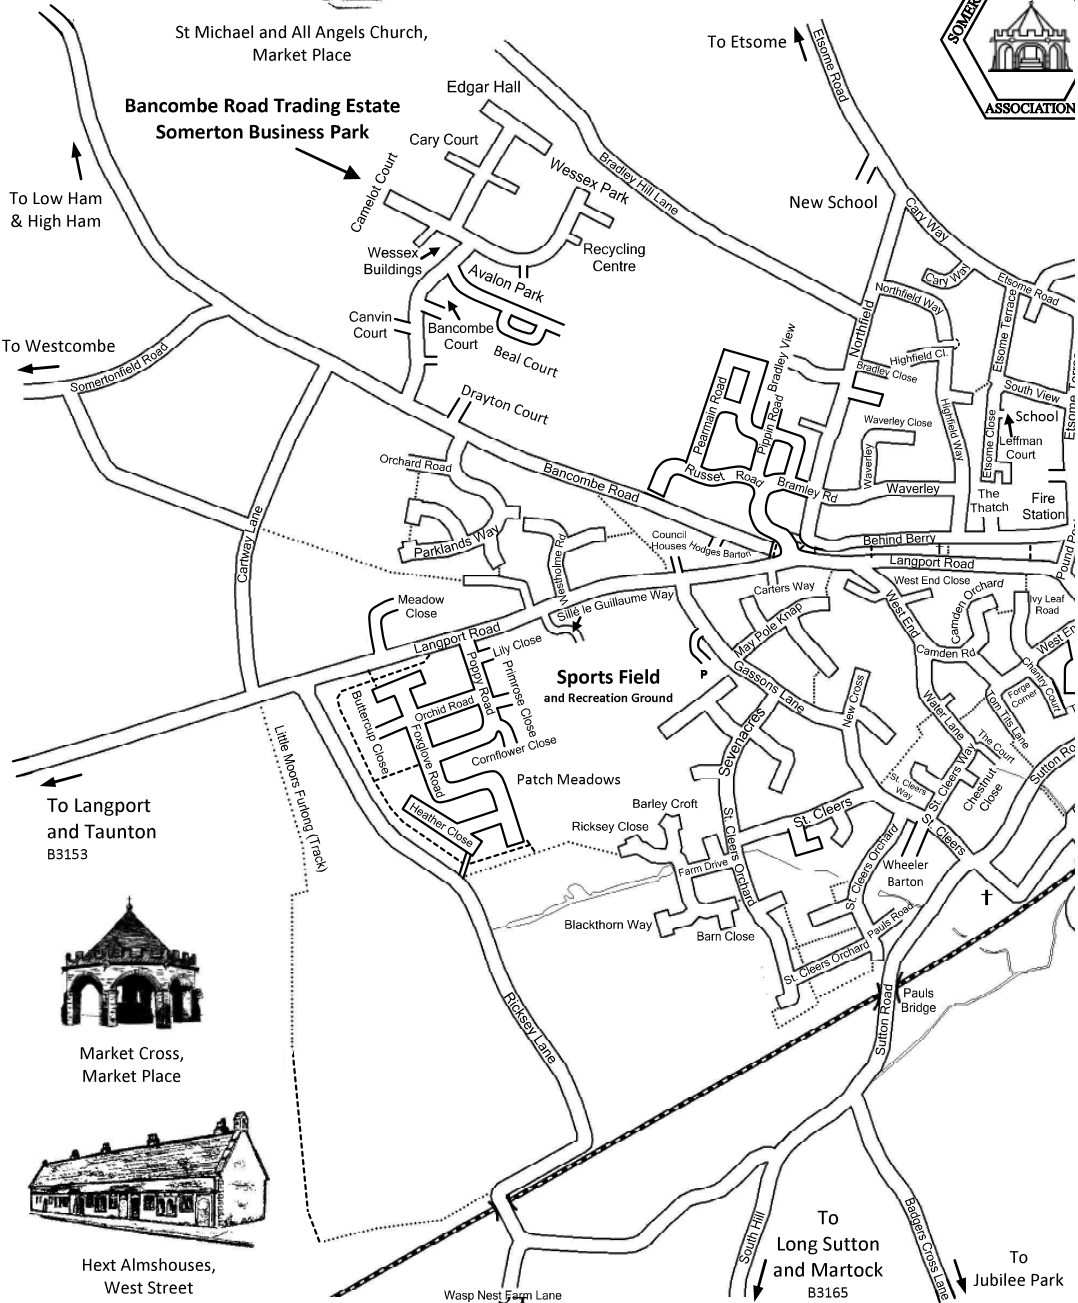 St Michael and All Angels Church,
Market Place
To Etsome
Etsome Road
SOMER
ASSOCIATION
Bancombe Road Trading Estate
Somerton Business Park
Edgar Hall
Cary Court
Camelot Court
Wessex Park
Bradley Hill Lane
New School
Cary Way
To Low Ham
& High Ham
Wessex
Buildings
Recycling
Centre
Avalon Park
Cary Way
Etsome Road
Northfield Way
Etsome Terrace
Canvin
Court
Bancombe
Court
Beal Court
Northfield
To Westcombe
Somertonfield Road
Bradley View
Highfield Cl.
Bradley Close
South View
Etsome Terra
Drayton Court
Pearmain Road
Pippin Road
Highfield Way
School
Leffman
Court
Etsome Close
Waverley Close
Waverley
Orchard Road
Bancombe Road
Russet Road
Bramley Rd
Waverley
The
Thatch
Fire
Station
Cartway Lane
Parklands Way
Westholme Rd
Council
Houses
Hodges Barton
Behind Berry
Langport Road
Pound Poo
Meadow
Close
Sillé le Guillaume Way
Carters Way
West End Close
Camden Orchard
Ivy Leaf
Road
West End
West En
Langport Road
Lily Close
May Pole Knap
Camden Rd
Chantry Court
Poppy Road
Primrose Close
Sports Field
and Recreation Ground
P
Gassons Lane
New Cross
Water Lane
Forge
Corner
Tom Tits Lane
Buttercup Close
Orchid Road
Foxglove Road
Cornflower Close
Sevenacres
The Court
Sutton Ro
Little Moors Furlong (Track)
Patch Meadows
St. Cleers
Way
St. Cleers Way
Chestnut
Close
To Langport
and Taunton
B3153
Heather Close
Barley Croft
Ricksey Close
St. Cleers
St. Cleers
St. Cleers Orchard
St. Cleers Orchard
Farm Drive
Wheeler
Barton
Blackthorn Way
Barn Close
Pauls Road
St. Cleers Orchard
Ricksey Lane
Pauls
Bridge
Sutton Road
Market Cross,
Market Place
Hext Almshouses,
West Street
South Hill
To
Long Sutton
and Martock
B3165
Badgers Cross Lane
To
Jubilee Park
Wasp Nest Farm Lane